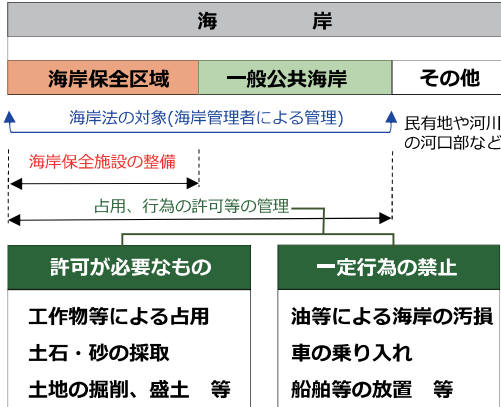 海岸
海岸保全区域
一般公共海岸
その他
海岸法の対象(海岸管理者による管理)
民有地や河川
の河口部など
海岸保全施設の整備
占用、行為の許可等の管理
許可が必要なもの
工作物等による占用
土石・砂の採取
土地の掘削、盛土　等
一定行為の禁止
油等による海岸の汚損
車の乗り入れ
船舶等の放置　等